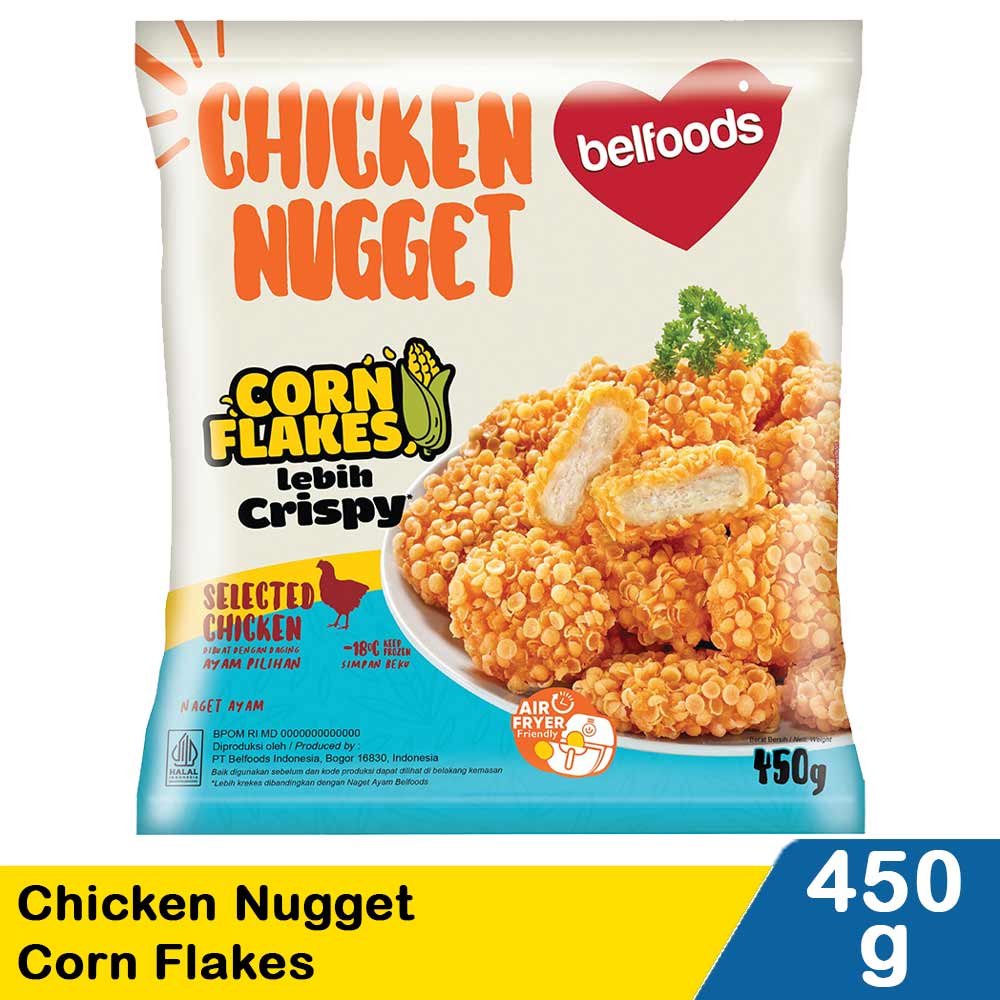 CHICKEN
NUGGET
belfoods
CORN
FLAKES
Lebih
Crispy*
SELECTED
CHICKEN
DIBUAT DENGAN DAGING
AYAM PILIHAN
-18°C KEEP FROZEN
SIMPAN BEKU
NAGET AYAM
HALAL
INDONESIA
BPOM RI MD 0000000000000
Diproduksi oleh / Produced by :
PT Belfoods Indonesia, Bogor 16830, Indonesia
Baik digunakan sebelum dan kode produksi dapat dilihat di belakang kemasan
*Lebih krekes dibandingkan dengan Naget Ayam Belfoods
AIR
FRYER
Friendly
Berat Bersih / Nett. Weight
450g
Chicken Nugget
Corn Flakes
450
g